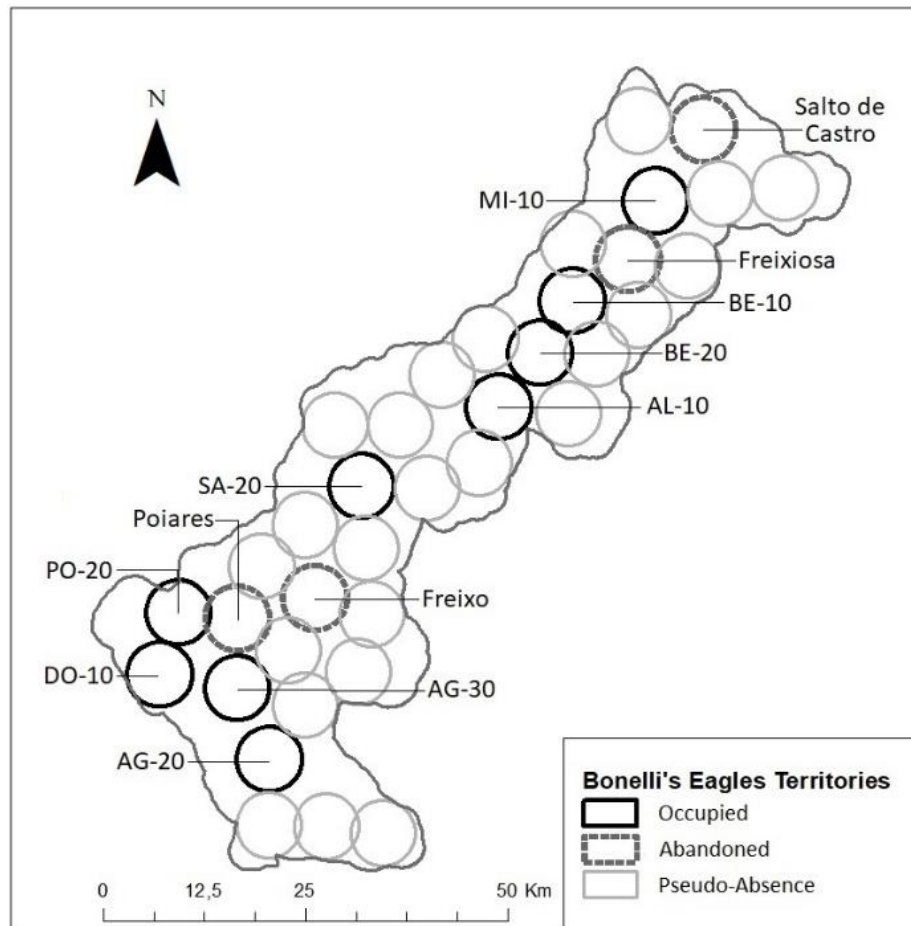 N
Salto de
Castro
MI-10
Freixiosa
BE-10
BE-20
AL-10
SA-20
Poiares
PO-20
Freixo
DO-10
AG-30
AG-20
Bonelli's Eagles Territories
Occupied
Abandoned
Pseudo-Absence
0 12,5 25 50 Km